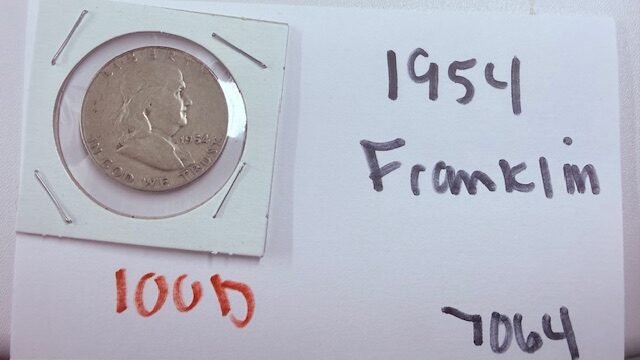 LIBERTY
1954
IN GOD WE TRUST
1954
Franklin
100D
7064